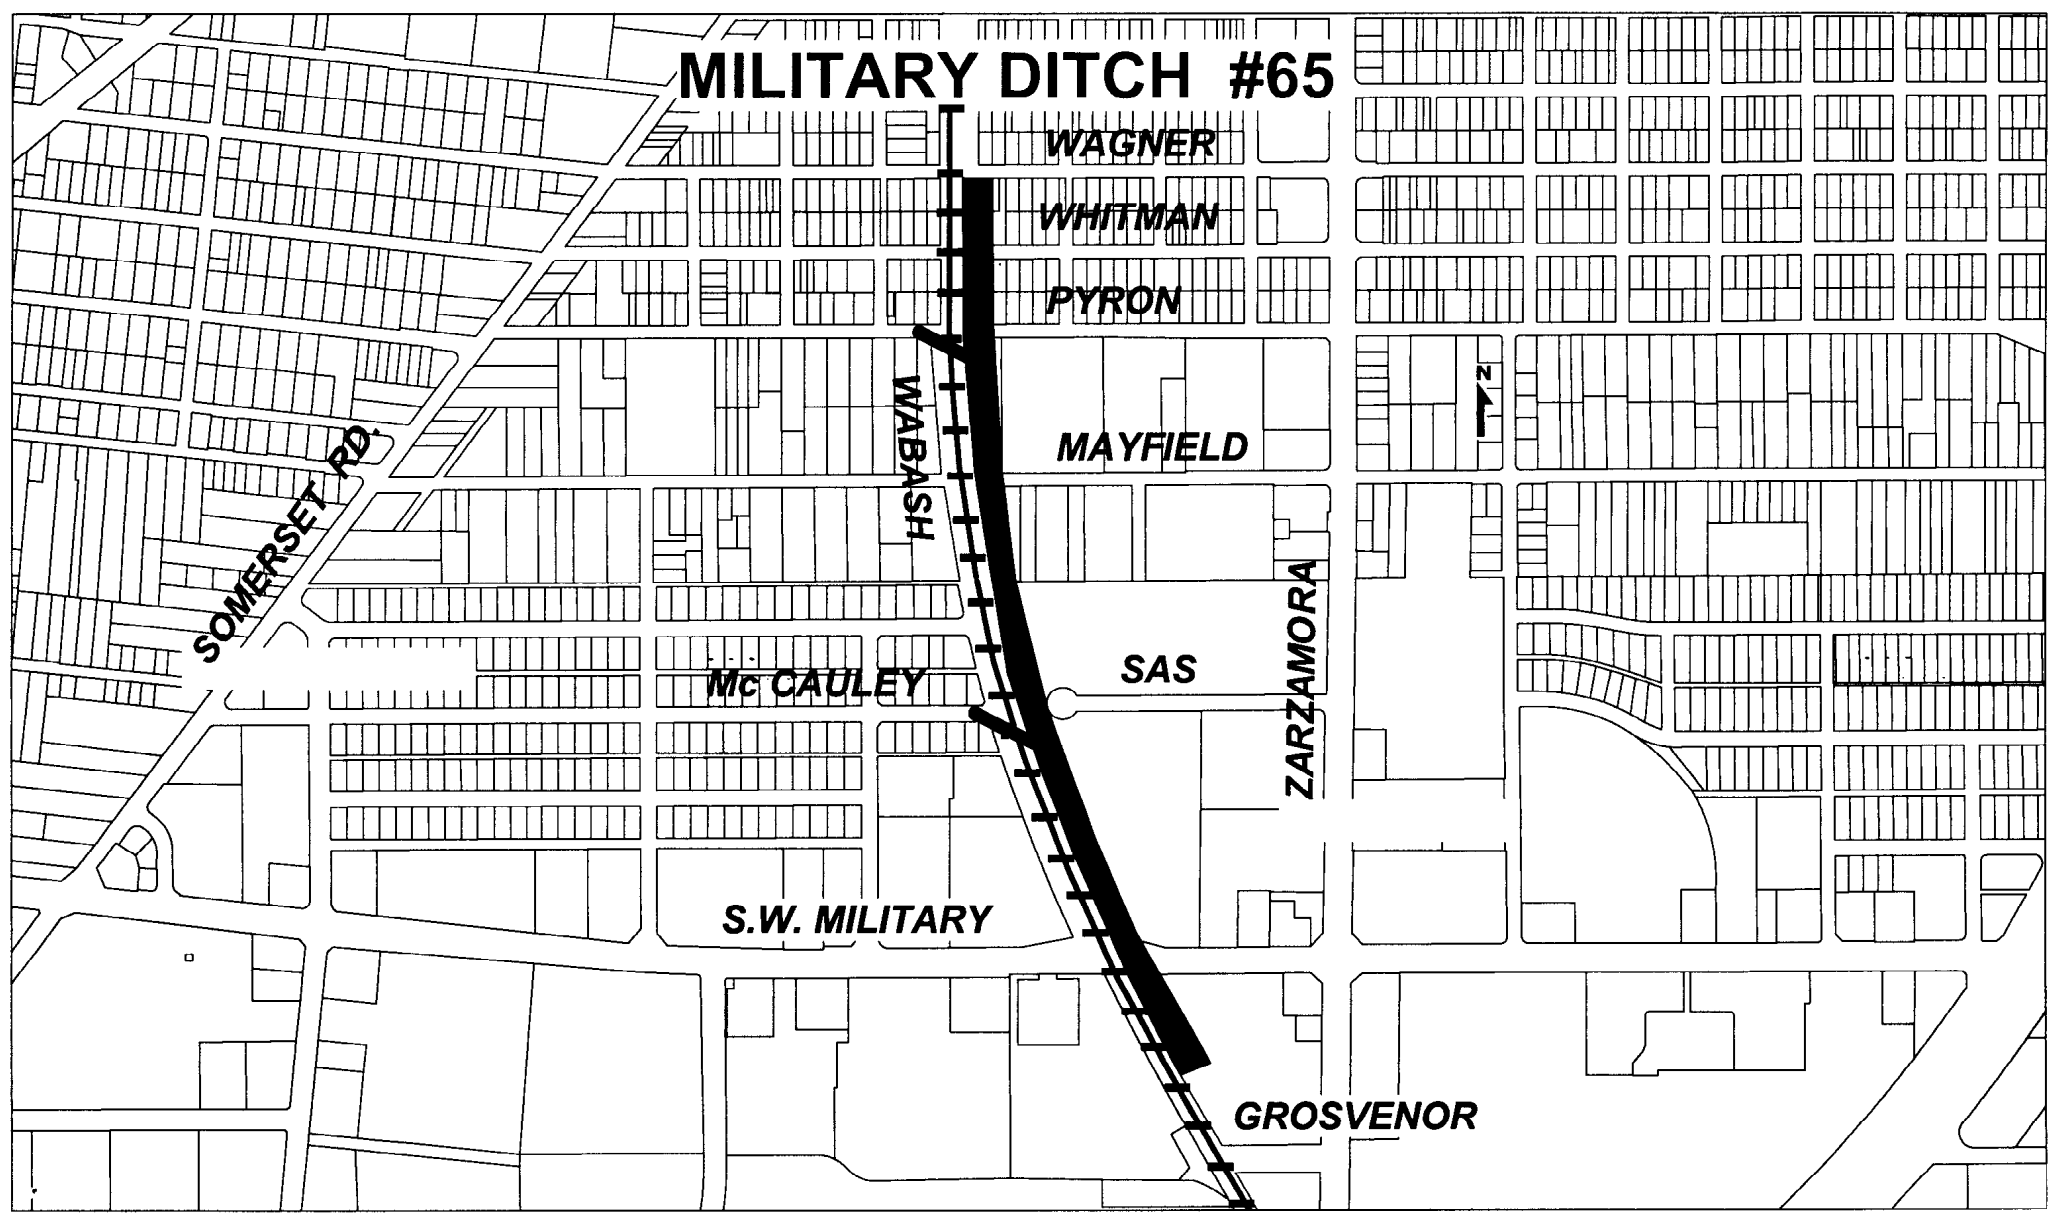 MILITARY DITCH #65
WAGNER
WHITMAN
PYRON
N
WABASH
MAYFIELD
SOMERSET RD.
ZARZAMORA
SAS
Mc CAULEY
S.W. MILITARY
GROSVENOR